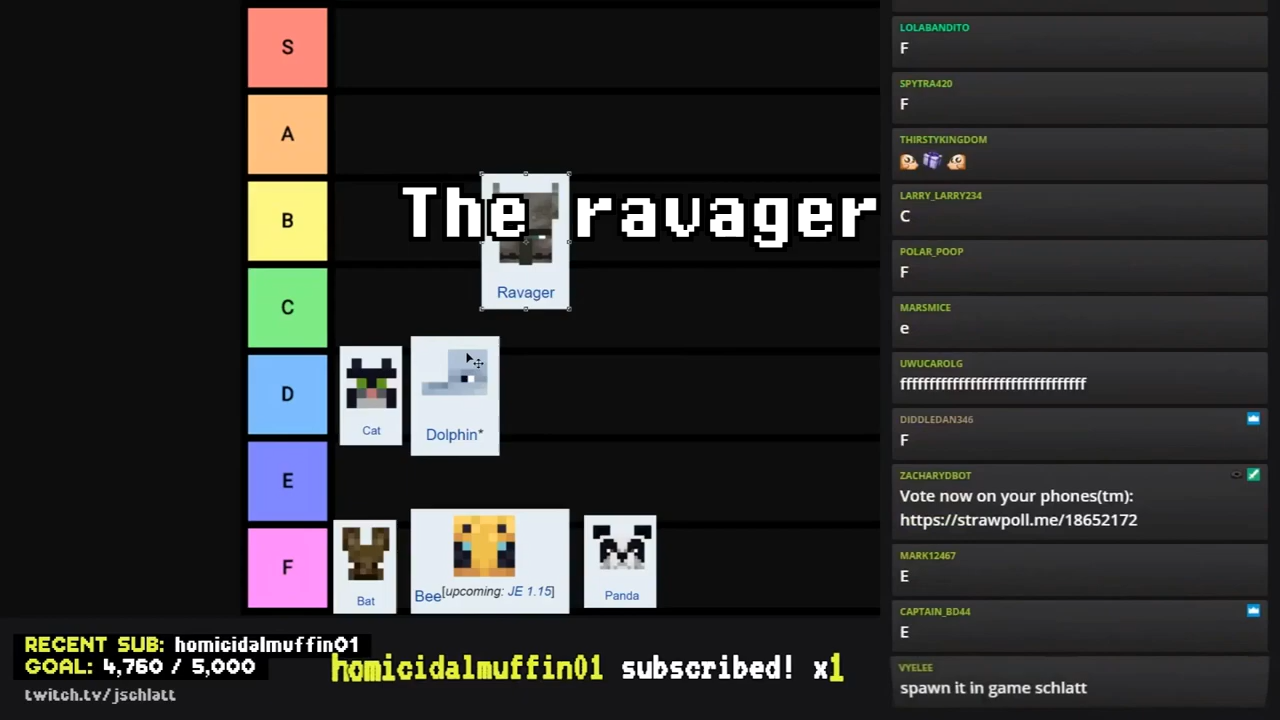 S
A
B
C
D
E
F
The ravager
Ravager
Cat
Dolphin*
Bat
Bee[upcoming: JE 1.15]
Panda
RECENT SUB: homicidalmuffin01
GOAL: 4,760 / 5,000
twitch.tv/jschlatt
homicidalmuffin01 subscribed! x1
LOLABANDITO
F
SPYTRA420
F
THIRSTYKINGDOM
LARRY_LARRY234
C
POLAR_POOP
F
MARSMICE
e
UWUCAROLG
fffffffffffffffffffffffffffffffff
DIDDLEDAN346
F
ZACHARYDBOT
Vote now on your phones(tm):
https://strawpoll.me/18652172
MARK12467
E
CAPTAIN_BD44
E
VYELEE
spawn it in game schlatt